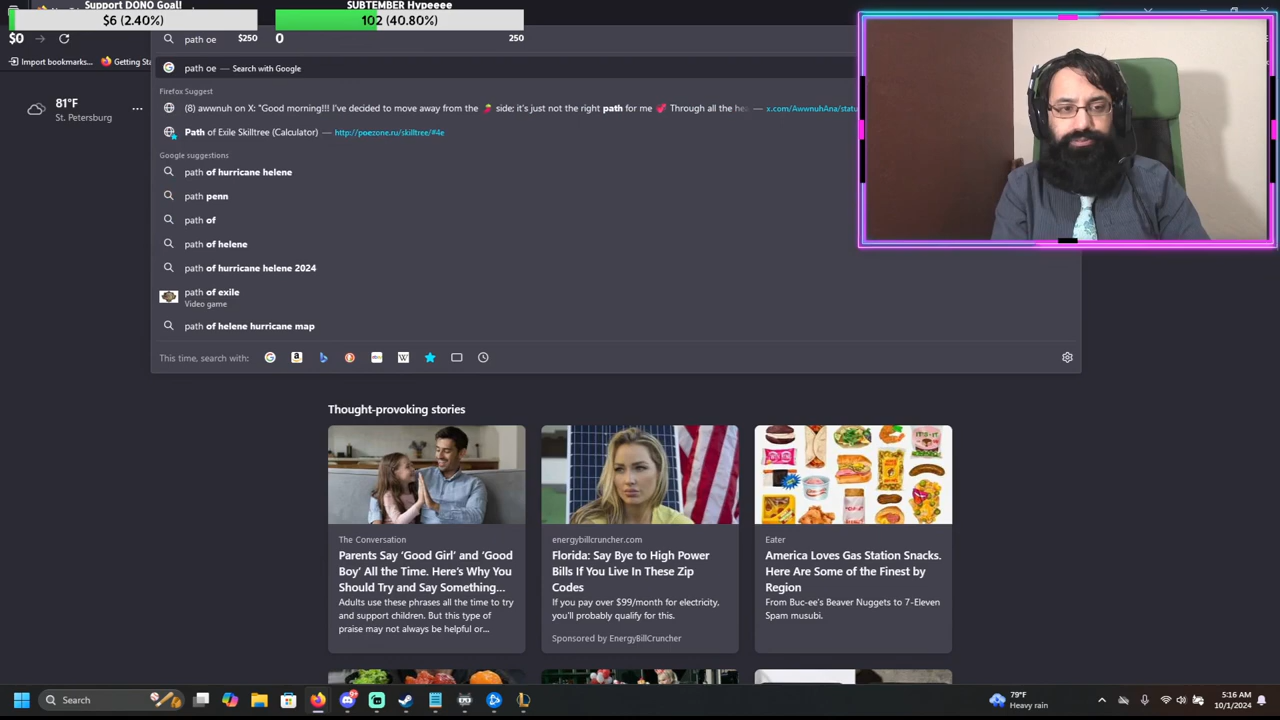 Support DONO Goal!
$6 (2.40%)
$0
$250
SUBTEMBER Hypeeee
102 (40.80%)
0
250
path oe
Import bookmarks...
Getting Sta
path oe — Search with Google
Firefox Suggest
(8) awwnuh on X: "Good morning!!! I've decided to move away from the 🌶️ side; it's just not the right path for me 💞 Through all the hea — x.com/AwwnuhAna/statu
Path of Exile Skilltree (Calculator) — http://poezone.ru/skilltree/#4e
Google suggestions
path of hurricane helene
path penn
path of
path of helene
path of hurricane helene 2024
path of exile
Video game
path of helene hurricane map
This time, search with:
81°F
St. Petersburg
Thought-provoking stories
The Conversation
Parents Say ‘Good Girl’ and ‘Good
Boy’ All the Time. Here’s Why You
Should Try and Say Something...
Adults use these phrases all the time to try
and support children. But this type of
praise may not always be helpful or...
energybillcruncher.com
Florida: Say Bye to High Power
Bills If You Live In These Zip
Codes
If you pay over $99/month for electricity,
you'll probably qualify for this.
Sponsored by EnergyBillCruncher
Eater
America Loves Gas Station Snacks.
Here Are Some of the Finest by
Region
From Buc-ee’s Beaver Nuggets to 7-Eleven
Spam musubi.
Search
79°F
Heavy rain
5:16 AM
10/1/2024